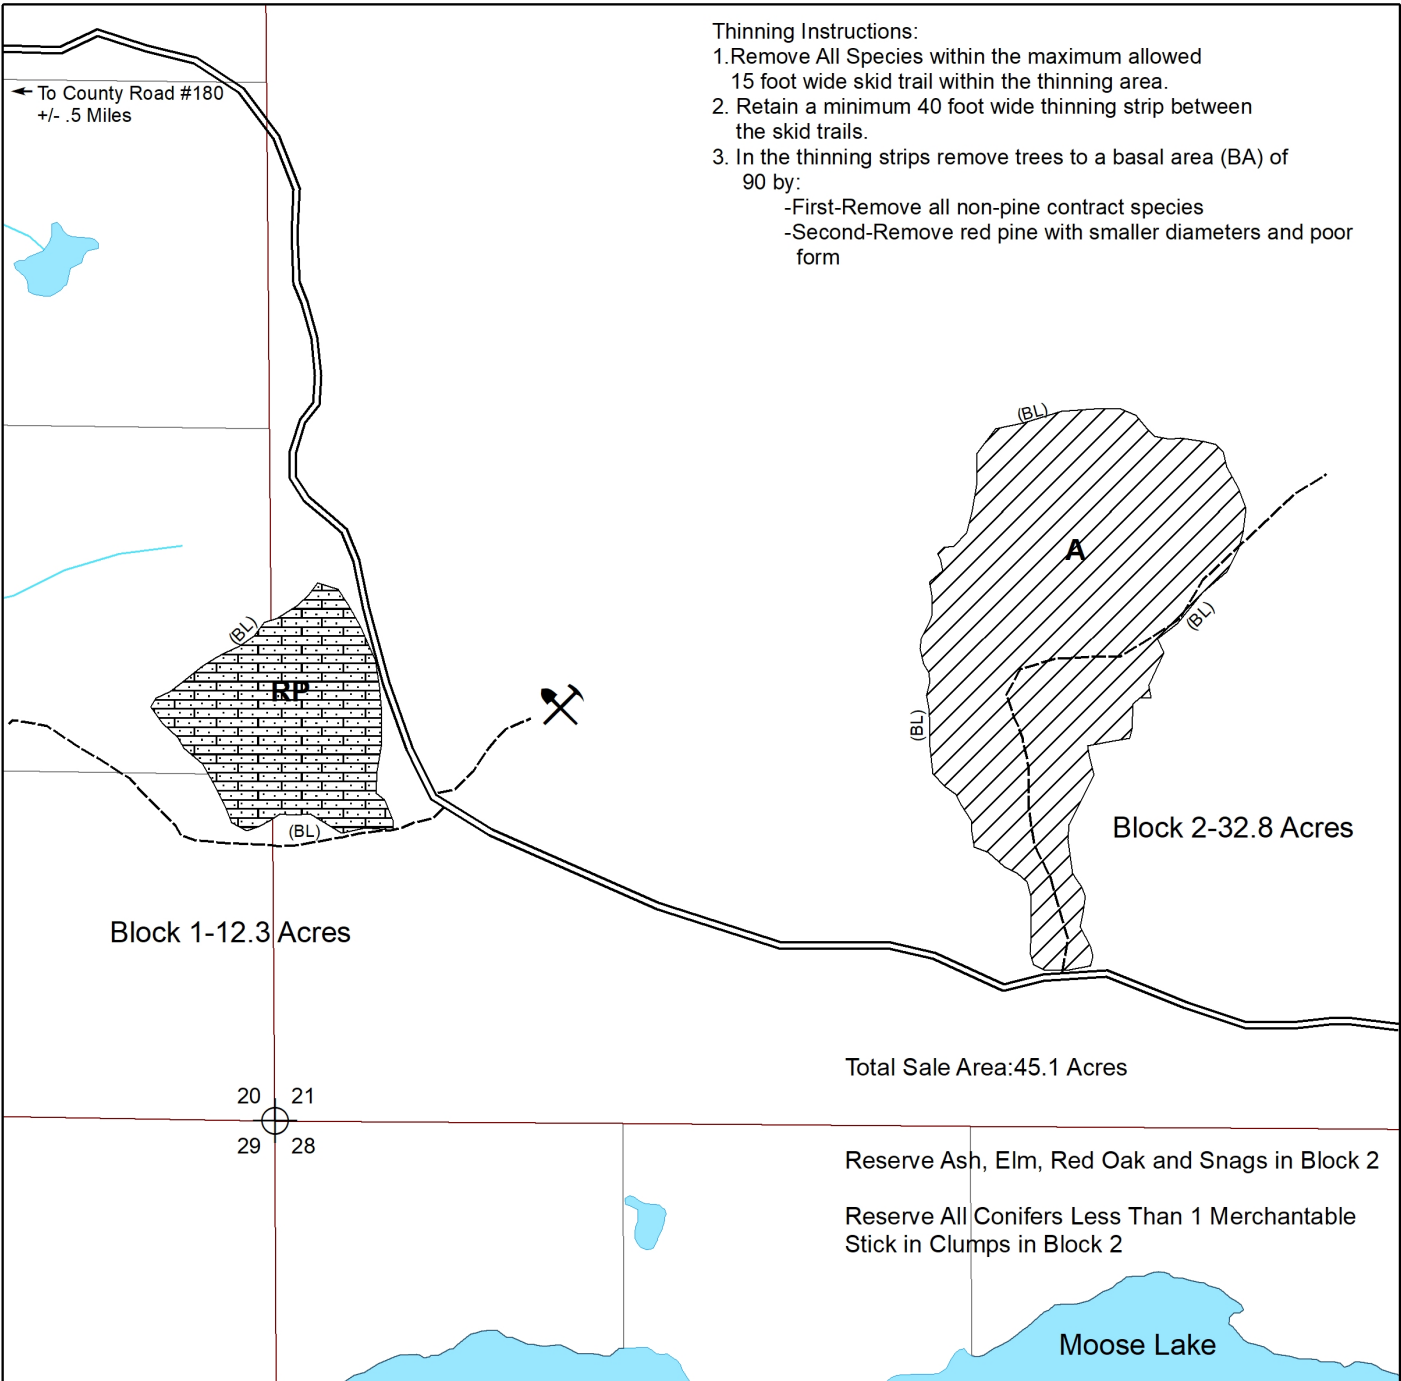 Thinning Instructions:
1.Remove All Species within the maximum allowed
15 foot wide skid trail within the thinning area.
2. Retain a minimum 40 foot wide thinning strip between
the skid trails.
3. In the thinning strips remove trees to a basal area (BA) of
90 by:
-First-Remove all non-pine contract species
-Second-Remove red pine with smaller diameters and poor
form
To County Road #180
+/- .5 Miles
(BL)
A
(BL)
(BL)
RP
(BL)
(BL)
Block 2-32.8 Acres
Block 1-12.3 Acres
Total Sale Area:45.1 Acres
20 21
29 28
Reserve Ash, Elm, Red Oak and Snags in Block 2
Reserve All Conifers Less Than 1 Merchantable
Stick in Clumps in Block 2
Moose Lake